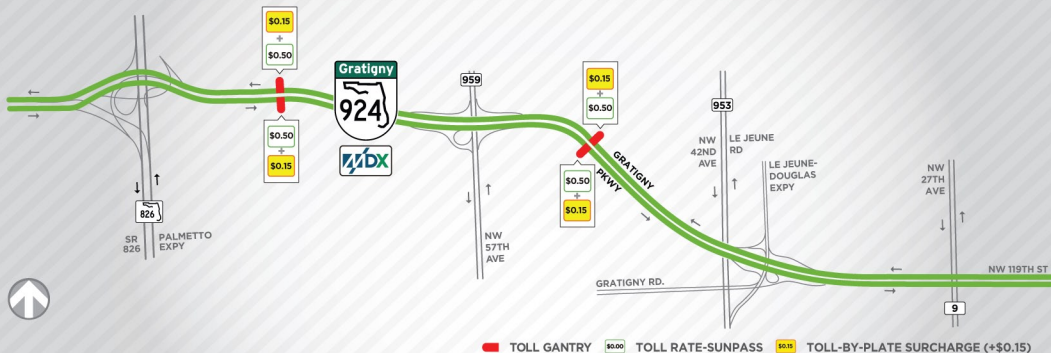 $0.15
+
$0.50
$0.50
+
$0.15
Gratigny
924
MDX
959
$0.15
+
$0.50
$0.50
+
$0.15
GRATIGNY
PKWY
953
NW
42ND
AVE
LE JEUNE
RD
LE JEUNE-
DOUGLAS
EXPY
NW
27TH
AVE
826
SR
826
PALMETTO
EXPY
NW
57TH
AVE
GRATIGNY RD.
NW 119TH ST
9
TOLL GANTRY
$0.00 TOLL RATE-SUNPASS
$0.15 TOLL-BY-PLATE SURCHARGE (+$0.15)